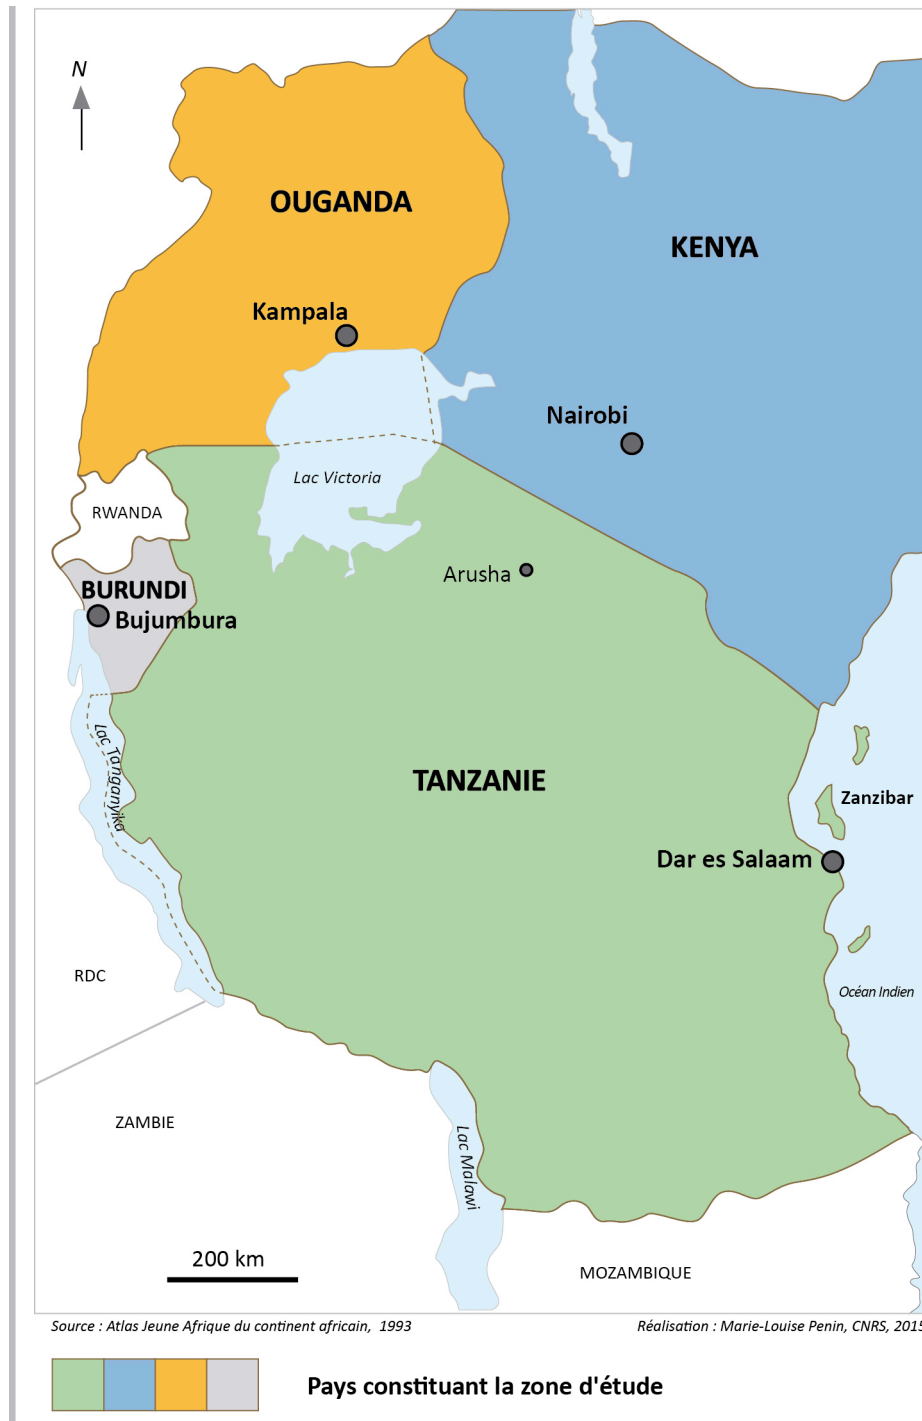 N
OUGANDA
KENYA
Kampala
Nairobi
Lac Victoria
RWANDA
Arusha
BURUNDI
Bujumbura
Lac Tanganyika
TANZANIE
Zanzibar
Dar es Salaam
RDC
Océan Indien
ZAMBIE
Lac Malawi
200 km
MOZAMBIQUE
Source : Atlas Jeune Afrique du continent africain, 1993
Réalisation : Marie-Louise Penin, CNRS, 2015
Pays constituant la zone d'étude